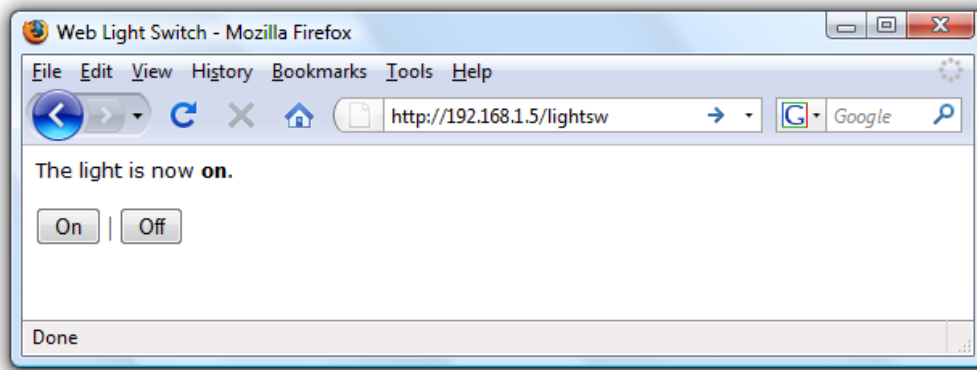 Web Light Switch - Mozilla Firefox
File Edit View History Bookmarks Tools Help
http://192.168.1.5/lightsw G Google
The light is now on.
On | Off
Done